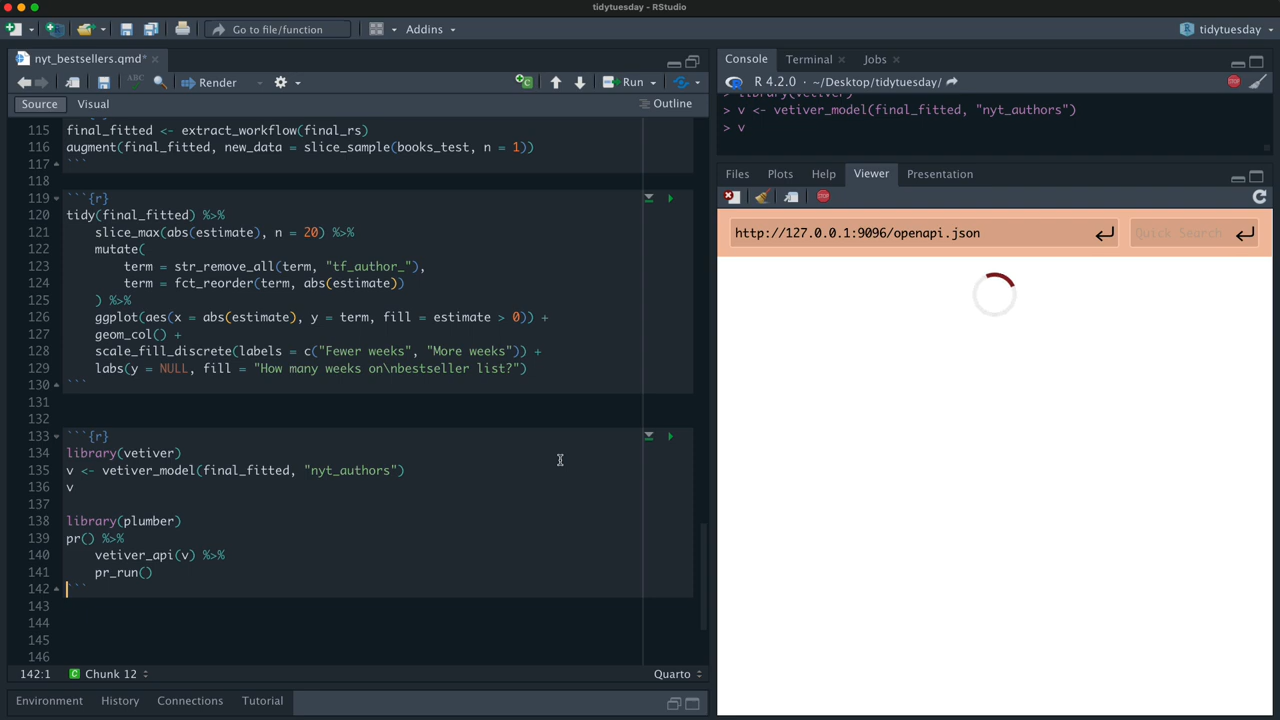 tidytuesday - RStudio
Go to file/function
Addins
tidytuesday
nyt_bestsellers.qmd*
ABC
Render
Run
Source
Visual
Outline
115 final_fitted <- extract_workflow(final_rs)
116 augment(final_fitted, new_data = slice_sample(books_test, n = 1))
117 ```
118
119 ```{r}
120 tidy(final_fitted) %>%
121 slice_max(abs(estimate), n = 20) %>%
122 mutate(
123 term = str_remove_all(term, "tf_author_"),
124 term = fct_reorder(term, abs(estimate))
125 ) %>%
126 ggplot(aes(x = abs(estimate), y = term, fill = estimate > 0)) +
127 geom_col() +
128 scale_fill_discrete(labels = c("Fewer weeks", "More weeks")) +
129 labs(y = NULL, fill = "How many weeks on\nbestseller list?")
130 ```
131
132
133 ```{r}
134 library(vetiver)
135 v <- vetiver_model(final_fitted, "nyt_authors")
136 v
137
138 library(plumber)
139 pr() %>%
140 vetiver_api(v) %>%
141 pr_run()
142 ```
143
144
145
146
142:1
C Chunk 12
Quarto
Environment
History
Connections
Tutorial
Console
Terminal
Jobs
R 4.2.0 · ~/Desktop/tidytuesday/
> library(vetiver)
> v <- vetiver_model(final_fitted, "nyt_authors")
> v
Files
Plots
Help
Viewer
Presentation
STOP
http://127.0.0.1:9096/openapi.json
Quick Search